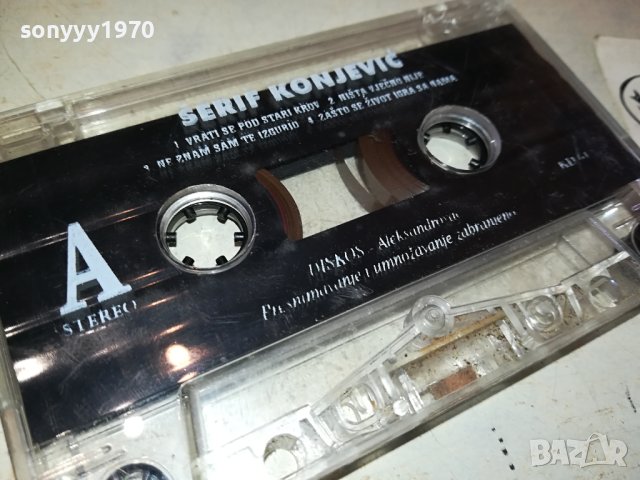 sonyyy1970
ŠERIF KONJEVIĆ
1 VRATI SE POD STARI KROV 2 NIŠTA VJEČNO NIJE
3 NE ZNAM SAM TE IZGUBIO 4 ZAŠTO SE ŽIVOT IGRA SA NAMA
A
STEREO
DISKOS - Aleksandrovac
Presnimavanje i umnožavanje zabranjeno
BAZAR